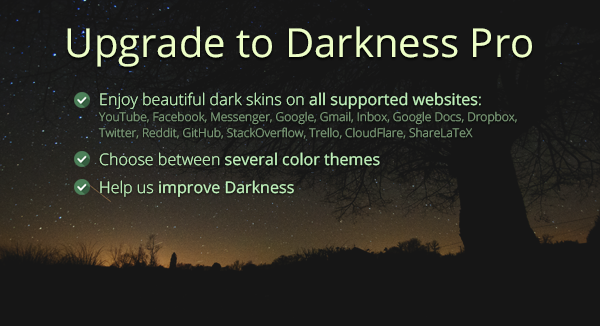 Upgrade to Darkness Pro
Enjoy beautiful dark skins on all supported websites:
YouTube, Facebook, Messenger, Google, Gmail, Inbox, Google Docs, Dropbox,
Twitter, Reddit, GitHub, StackOverflow, Trello, CloudFlare, ShareLaTeX
Choose between several color themes
Help us improve Darkness